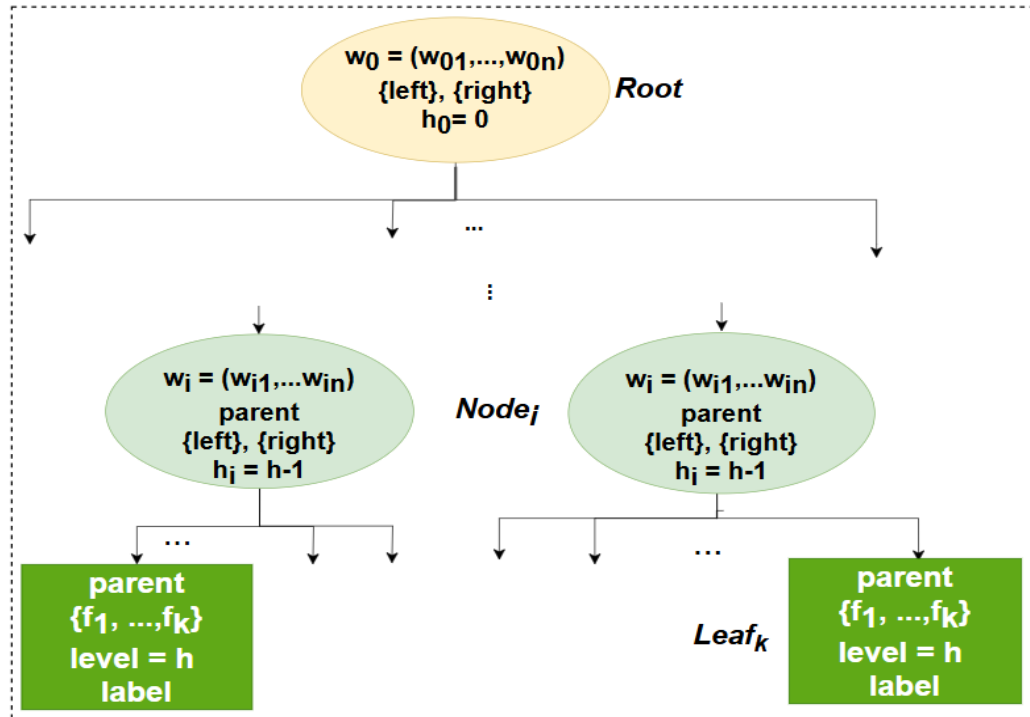 w₀ = (w₀₁,...,w₀ₙ)
{left}, {right}
h₀= 0
Root
...
⋮
wᵢ = (wᵢ₁,...wᵢₙ)
parent
{left}, {right}
hᵢ = h-1
Nodeᵢ
wᵢ = (wᵢ₁,...wᵢₙ)
parent
{left}, {right}
hᵢ = h-1
...
...
parent
{f₁, ...,fₖ}
level = h
label
Leafₖ
parent
{f₁, ...,fₖ}
level = h
label